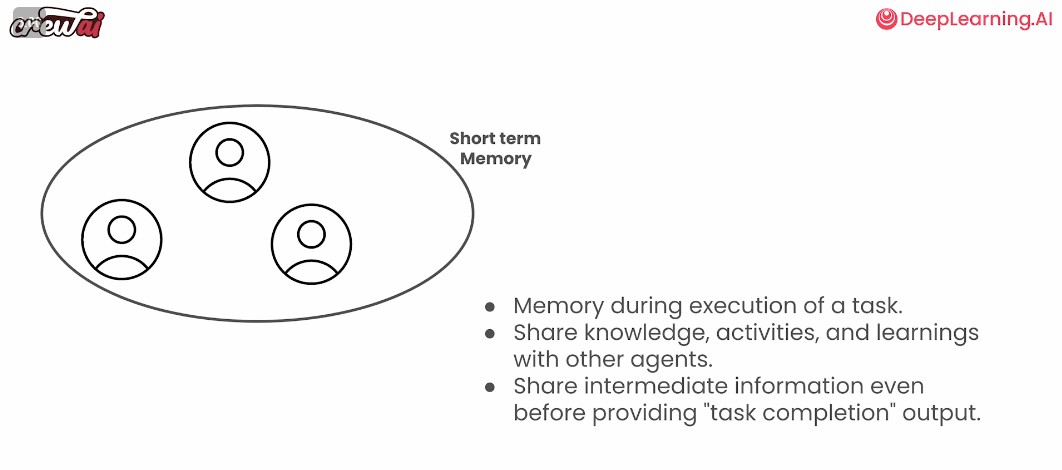 crewai
DeepLearning.AI
Short term
Memory
● Memory during execution of a task.
● Share knowledge, activities, and learnings
with other agents.
● Share intermediate information even
before providing "task completion" output.